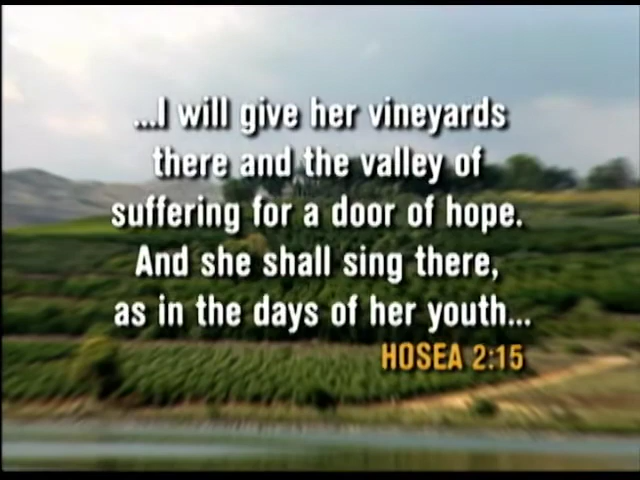 ...I will give her vineyards
there and the valley of
suffering for a door of hope.
And she shall sing there,
as in the days of her youth...
HOSEA 2:15